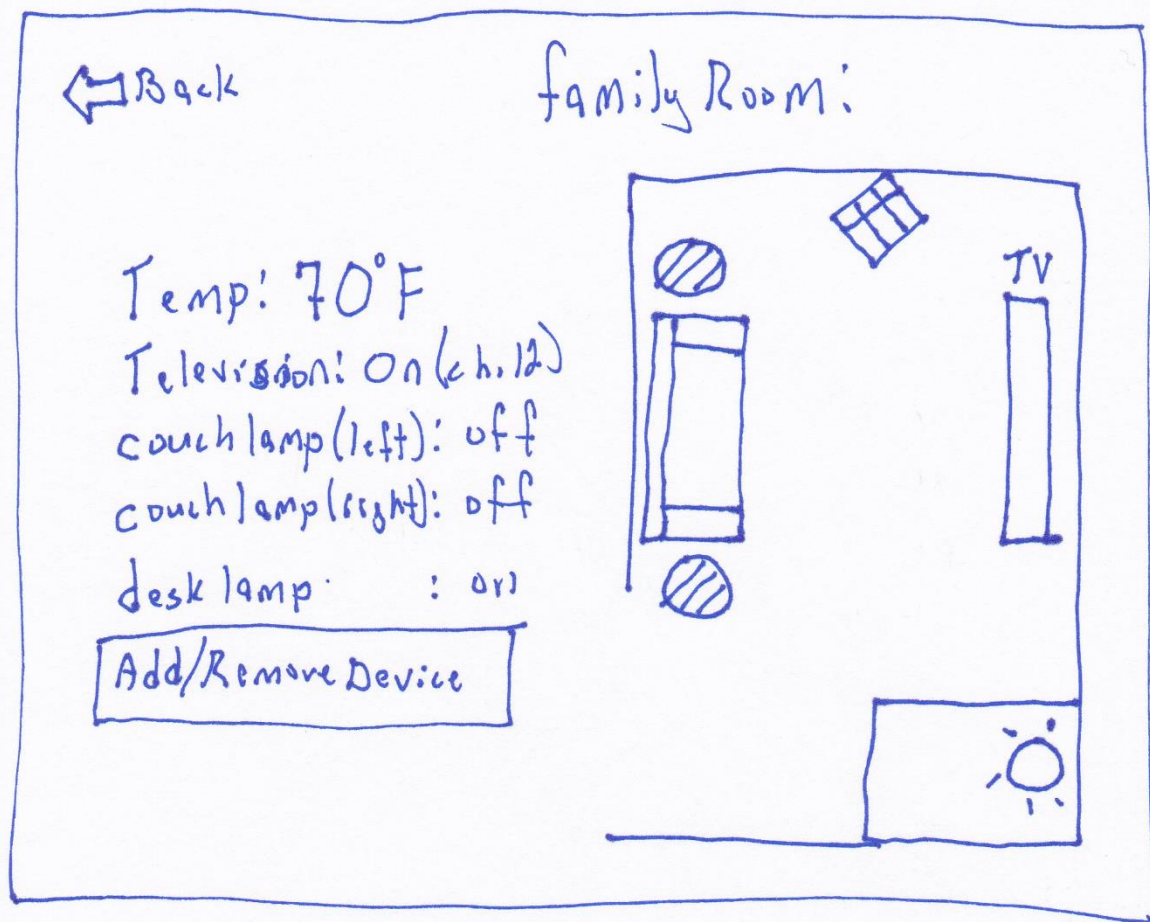 Back
family Room:
Temp: 70°F
TV
Television: On (ch. 12)
couch lamp (left): off
couch lamp (right): off
desk lamp : on
Add/Remove Device